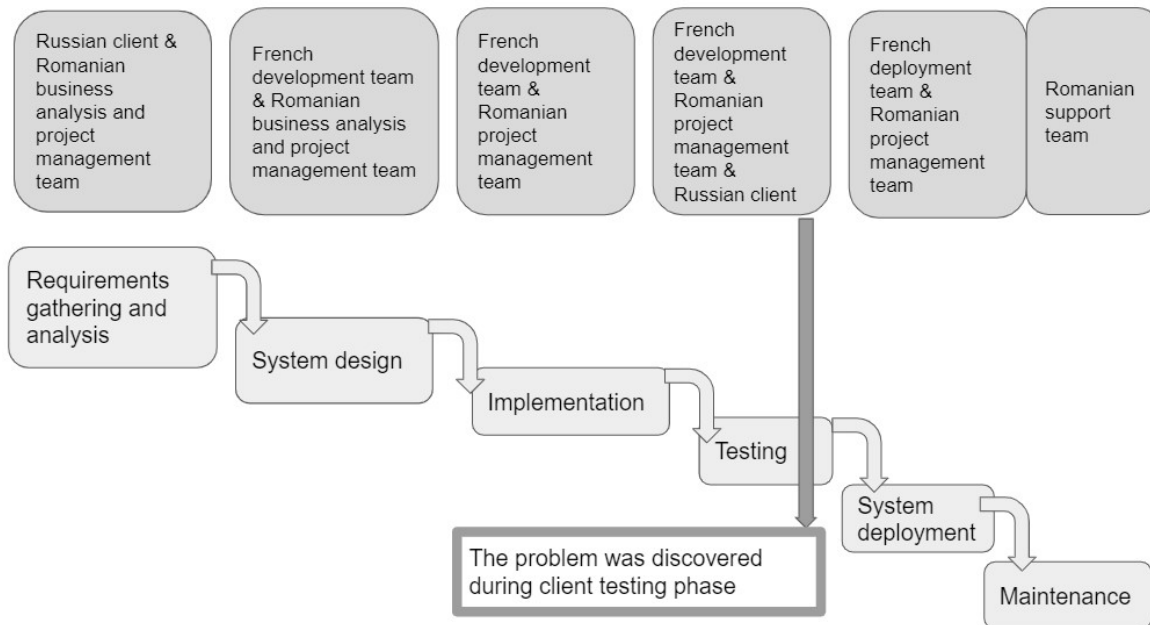 Russian client &
Romanian
business
analysis and
project
management
team
French
development team
& Romanian
business analysis
and project
management team
French
development
team &
Romanian
project
management
team
French
development
team &
Romanian
project
management
team &
Russian client
French
deployment
team &
Romanian
project
management
team
Romanian
support
team
Requirements
gathering and
analysis
System design
Implementation
Testing
System
deployment
Maintenance
The problem was discovered
during client testing phase